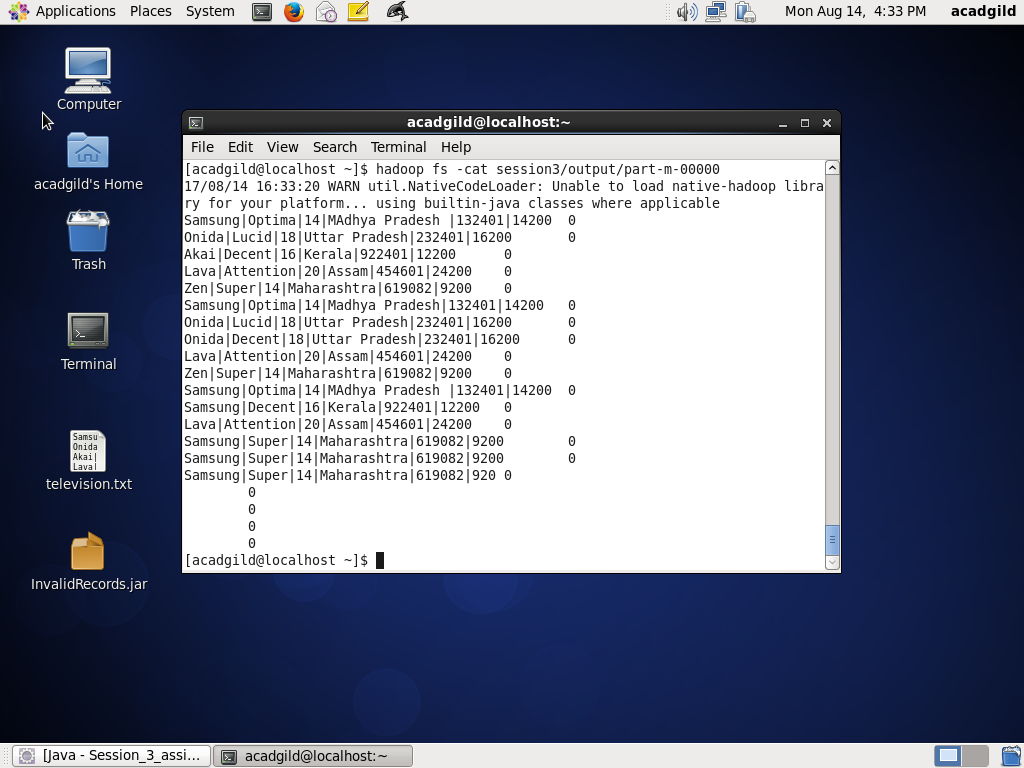 Applications Places System Mon Aug 14, 4:33 PM acadgild
Computer
acadgild's Home
Trash
Terminal
Samsu
Onida
Akai|
Lava|
television.txt
InvalidRecords.jar
acadgild@localhost:~
File Edit View Search Terminal Help
[acadgild@localhost ~]$ hadoop fs -cat session3/output/part-m-00000
17/08/14 16:33:20 WARN util.NativeCodeLoader: Unable to load native-hadoop libra
ry for your platform... using builtin-java classes where applicable
Samsung|Optima|14|MAdhya Pradesh |132401|14200  0
Onida|Lucid|18|Uttar Pradesh|232401|16200       0
Akai|Decent|16|Kerala|922401|12200      0
Lava|Attention|20|Assam|454601|24200    0
Zen|Super|14|Maharashtra|619082|9200    0
Samsung|Optima|14|Madhya Pradesh|132401|14200   0
Onida|Lucid|18|Uttar Pradesh|232401|16200       0
Onida|Decent|18|Uttar Pradesh|232401|16200      0
Lava|Attention|20|Assam|454601|24200    0
Zen|Super|14|Maharashtra|619082|9200    0
Samsung|Optima|14|MAdhya Pradesh |132401|14200  0
Samsung|Decent|16|Kerala|922401|12200   0
Lava|Attention|20|Assam|454601|24200    0
Samsung|Super|14|Maharashtra|619082|9200        0
Samsung|Super|14|Maharashtra|619082|9200        0
Samsung|Super|14|Maharashtra|619082|920 0
        0
        0
        0
        0
[acadgild@localhost ~]$
[Java - Session_3_assi... acadgild@localhost:~